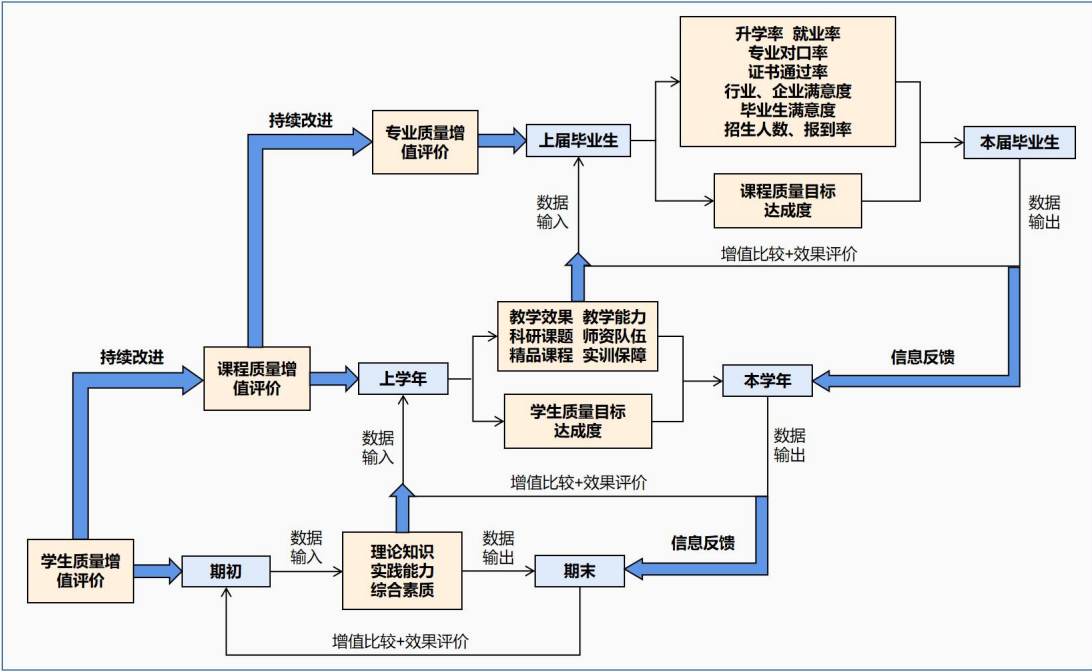 升学率 就业率
专业对口率
证书通过率
行业、企业满意度
毕业生满意度
招生人数、报到率
持续改进
专业质量增
值评价
上届毕业生
本届毕业生
课程质量目标
达成度
数据
输入
数据
输出
增值比较+效果评价
教学效果 教学能力
科研课题 师资队伍
精品课程 实训保障
持续改进
课程质量增
值评价
上学年
本学年
信息反馈
学生质量目标
达成度
数据
输入
数据
输出
增值比较+效果评价
学生质量增
值评价
期初
数据
输入
理论知识
实践能力
综合素质
数据
输出
期末
信息反馈
增值比较+效果评价